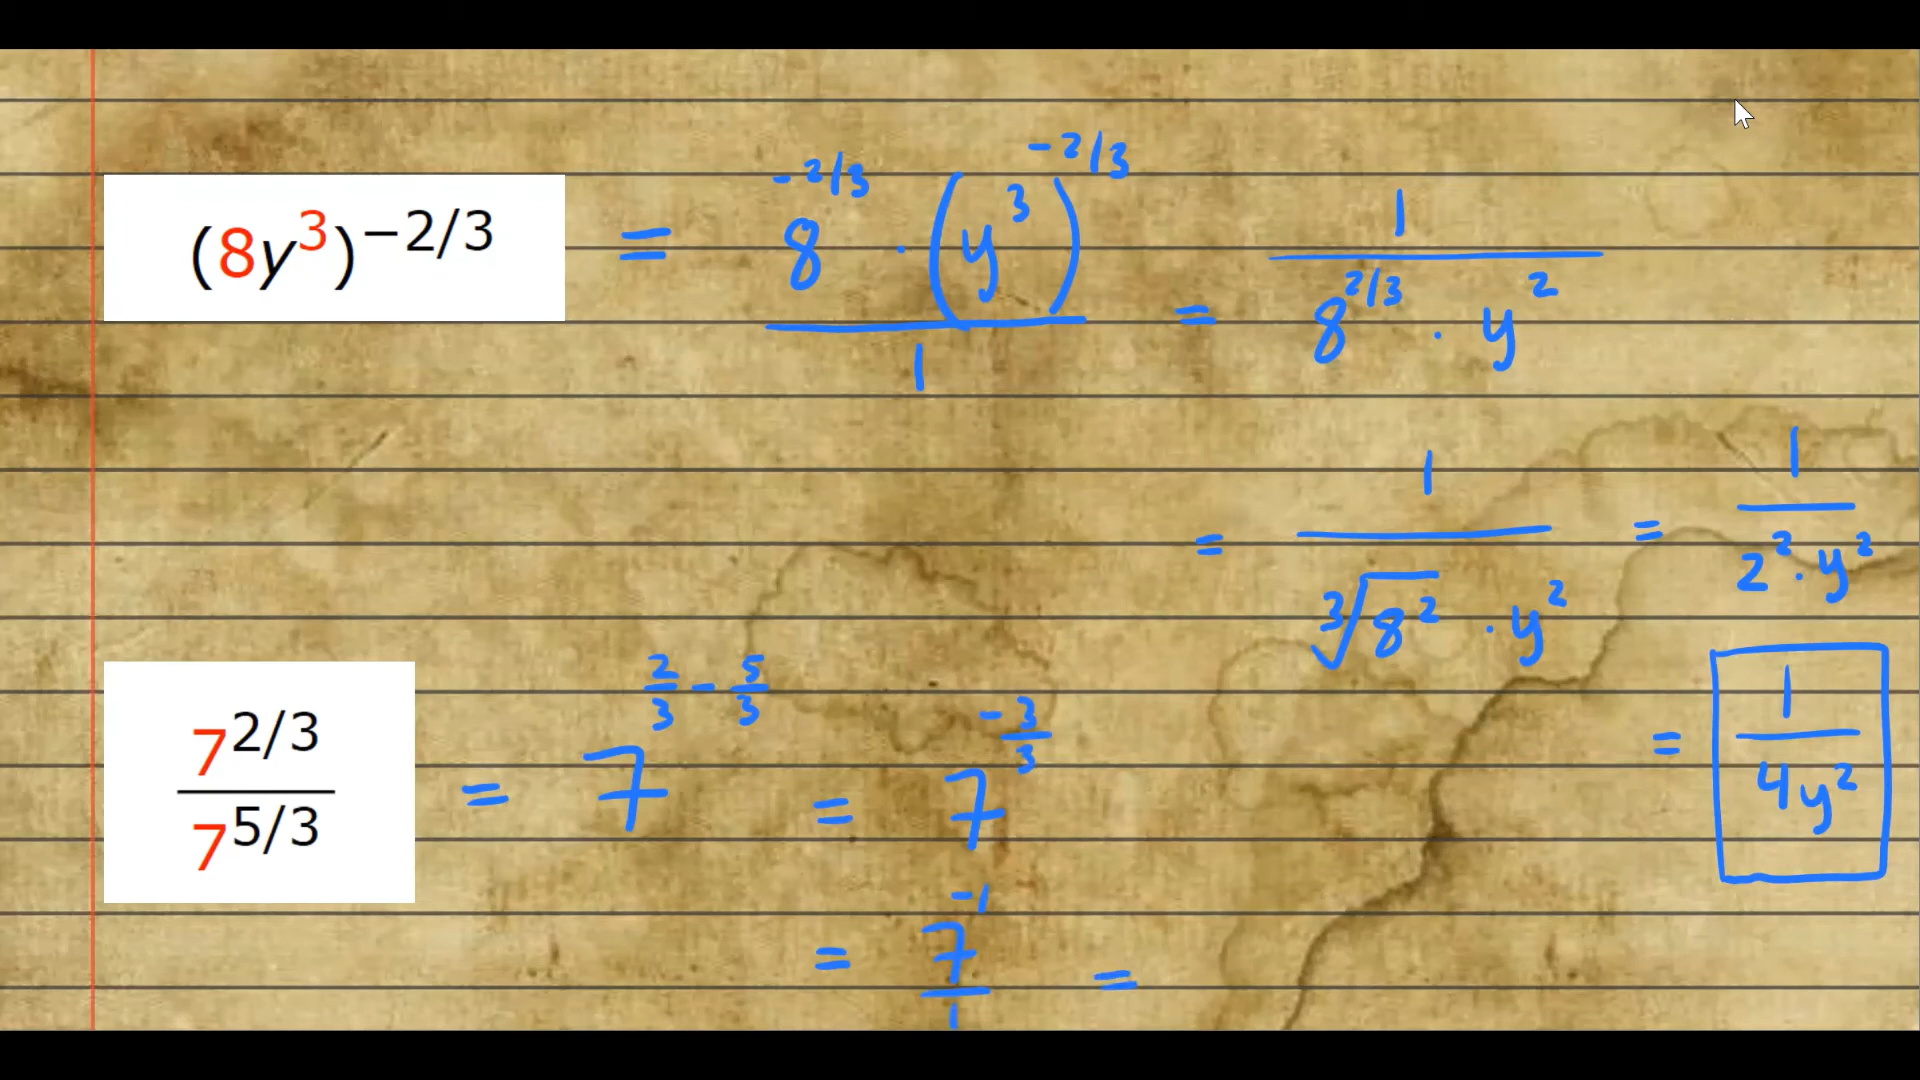 (8y³)^−2/3 = 8^-2/3 · (y³)^-2/3 / 1 = 1 / 8^2/3 · y²
= 1 / ∛8² · y² = 1 / 2² · y²
= 1 / 4y²
7^2/3 / 7^5/3 = 7^2/3 - 5/3 = 7^-3/3
= 7^-1 / 1 =